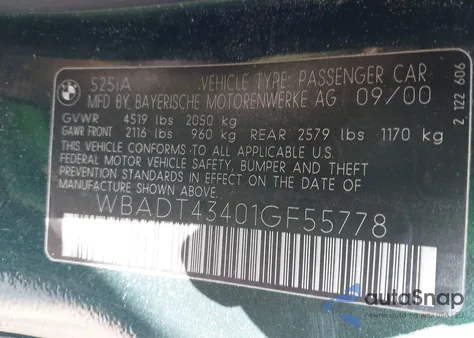 525iA VEHICLE TYPE: PASSENGER CAR
MFD BY BAYERISCHE MOTORENWERKE AG 09/00
GVWR 4519 lbs 2050 kg
GAWR FRONT 2116 lbs 960 kg REAR 2579 lbs 1170 kg
THIS VEHICLE CONFORMS TO ALL APPLICABLE U.S.
FEDERAL MOTOR VEHICLE SAFETY, BUMPER AND THEFT
PREVENTION STANDARDS IN EFFECT ON THE DATE OF
MANUFACTURE SHOWN ABOVE.
WBADT43401GF55778
2 122 606
autoSnap